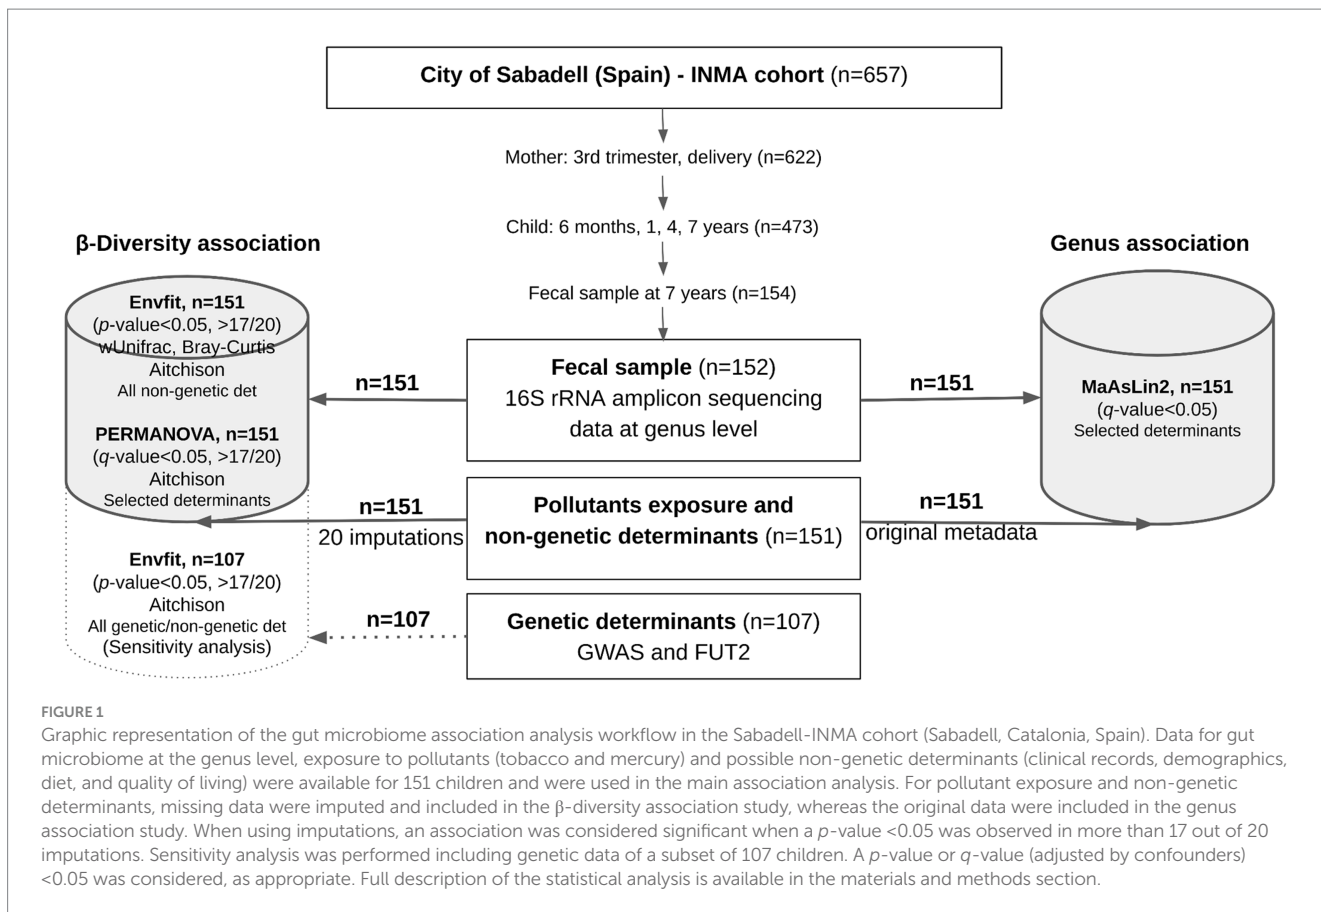 City of Sabadell (Spain) - INMA cohort (n=657)
Mother: 3rd trimester, delivery (n=622)
Child: 6 months, 1, 4, 7 years (n=473)
Fecal sample at 7 years (n=154)
β-Diversity association
Envfit, n=151
(p-value<0.05, >17/20)
wUnifrac, Bray-Curtis
Aitchison
All non-genetic det
PERMANOVA, n=151
(q-value<0.05, >17/20)
Aitchison
Selected determinants
Envfit, n=107
(p-value<0.05, >17/20)
Aitchison
All genetic/non-genetic det
(Sensitivity analysis)
n=151
n=151
20 imputations
n=107
Fecal sample (n=152)
16S rRNA amplicon sequencing
data at genus level
Pollutants exposure and
non-genetic determinants (n=151)
Genetic determinants (n=107)
GWAS and FUT2
n=151
n=151
original metadata
Genus association
MaAsLin2, n=151
(q-value<0.05)
Selected determinants
FIGURE 1
Graphic representation of the gut microbiome association analysis workflow in the Sabadell-INMA cohort (Sabadell, Catalonia, Spain). Data for gut
microbiome at the genus level, exposure to pollutants (tobacco and mercury) and possible non-genetic determinants (clinical records, demographics,
diet, and quality of living) were available for 151 children and were used in the main association analysis. For pollutant exposure and non-genetic
determinants, missing data were imputed and included in the β-diversity association study, whereas the original data were included in the genus
association study. When using imputations, an association was considered significant when a p-value <0.05 was observed in more than 17 out of 20
imputations. Sensitivity analysis was performed including genetic data of a subset of 107 children. A p-value or q-value (adjusted by confounders)
<0.05 was considered, as appropriate. Full description of the statistical analysis is available in the materials and methods section.